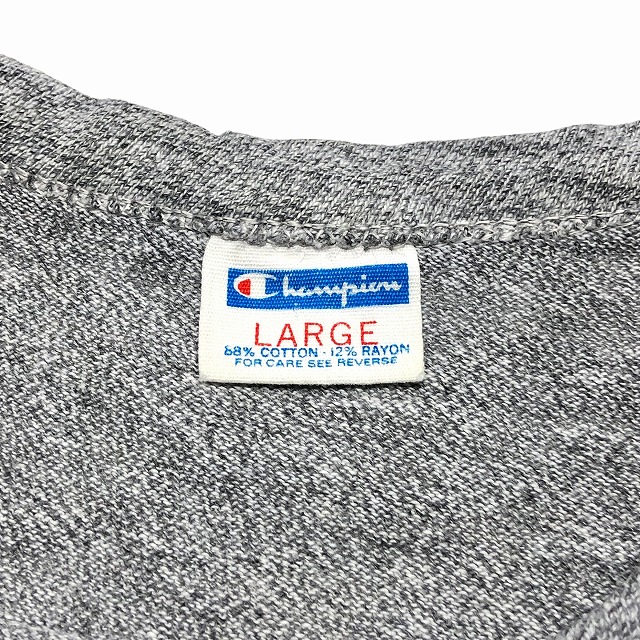 Champion
LARGE
88% COTTON - 12% RAYON
FOR CARE SEE REVERSE